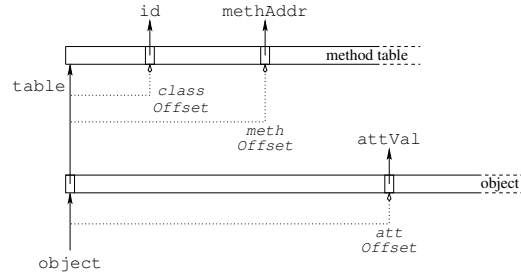 id
methAddr
method table
table
class
Offset
meth
Offset
attVal
object
att
Offset
object